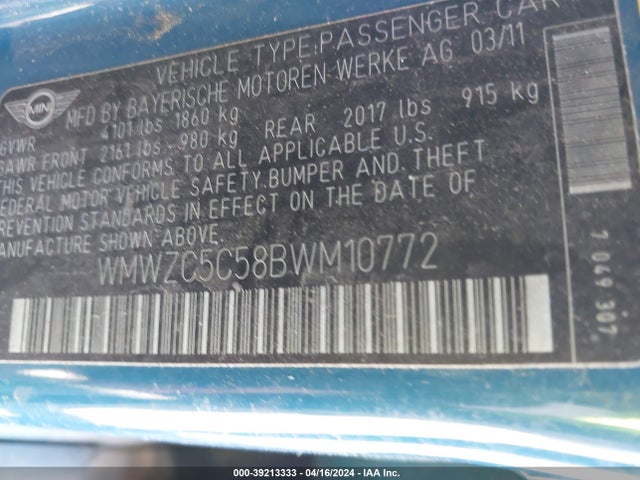 VEHICLE TYPE:PASSENGER CAR
MFD BY BAYERISCHE MOTOREN-WERKE AG 03/11
MINI
GVWR 4101 lbs 1860 kg
GAWR FRONT 2161 lbs - 980 kg REAR 2017 lbs 915 kg
THIS VEHICLE CONFORMS TO ALL APPLICABLE U.S.
FEDERAL MOTOR VEHICLE SAFETY,BUMPER AND,THEFT
PREVENTION STANDARDS IN EFFECT ON THE DATE OF
MANUFACTURE ABOVE.
WMWZC5C58BWM10772
7 049 307
000-39213333 - 04/16/2024 - IAA Inc.